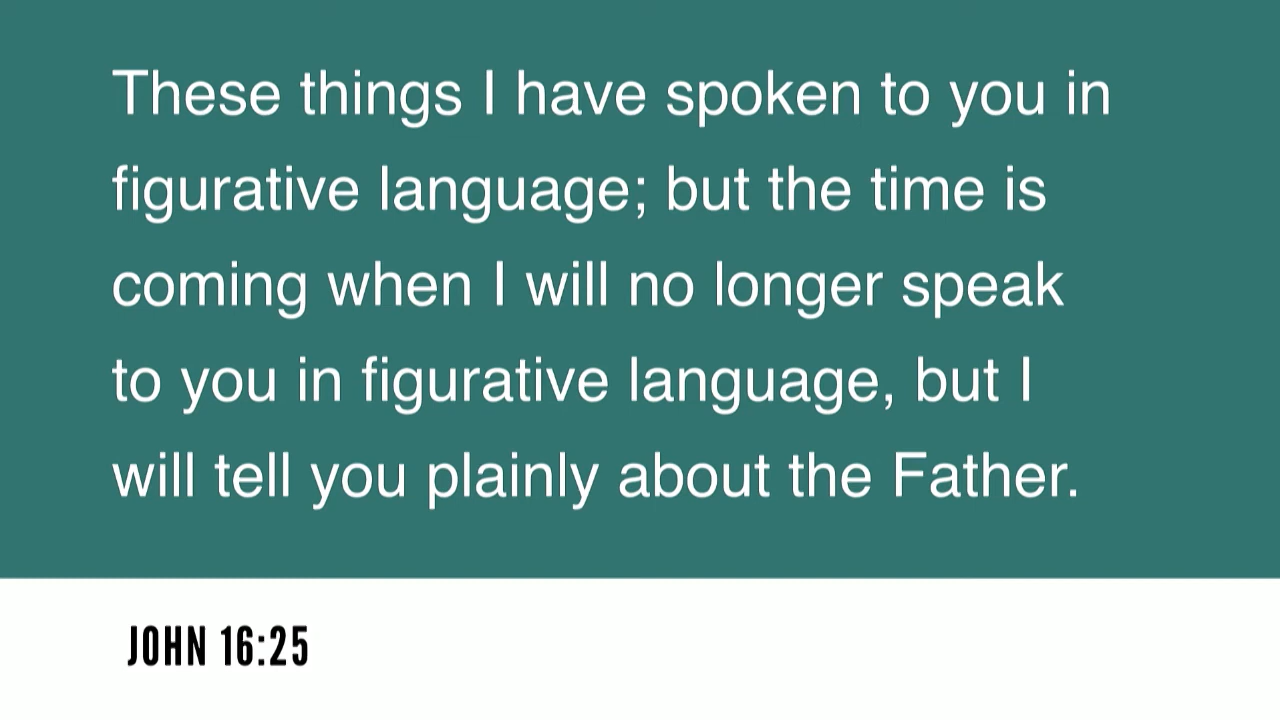 These things I have spoken to you in
figurative language; but the time is
coming when I will no longer speak
to you in figurative language, but I
will tell you plainly about the Father.
JOHN 16:25